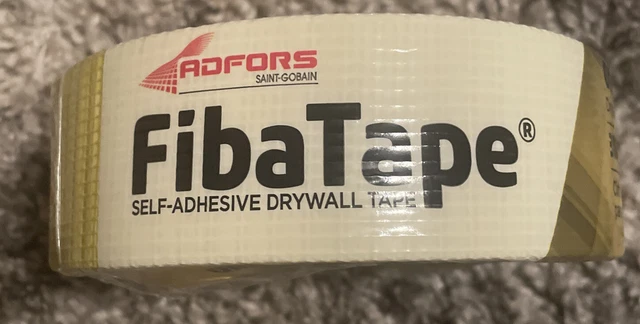 ADFORS
SAINT-GOBAIN
FibaTape®
SELF-ADHESIVE DRYWALL TAPE